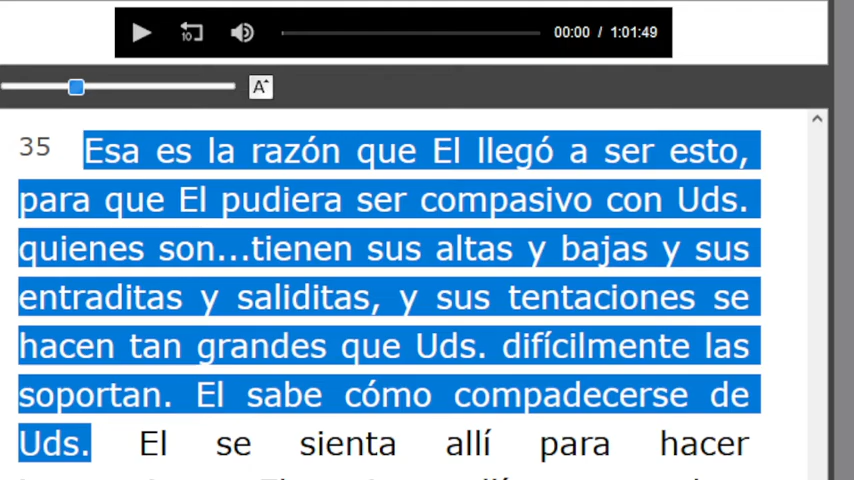 10
00:00 / 1:01:49
A
35 Esa es la razón que El llegó a ser esto,
para que El pudiera ser compasivo con Uds.
quienes son...tienen sus altas y bajas y sus
entraditas y saliditas, y sus tentaciones se
hacen tan grandes que Uds. difícilmente las
soportan. El sabe cómo compadecerse de
Uds. El se sienta allí para hacer